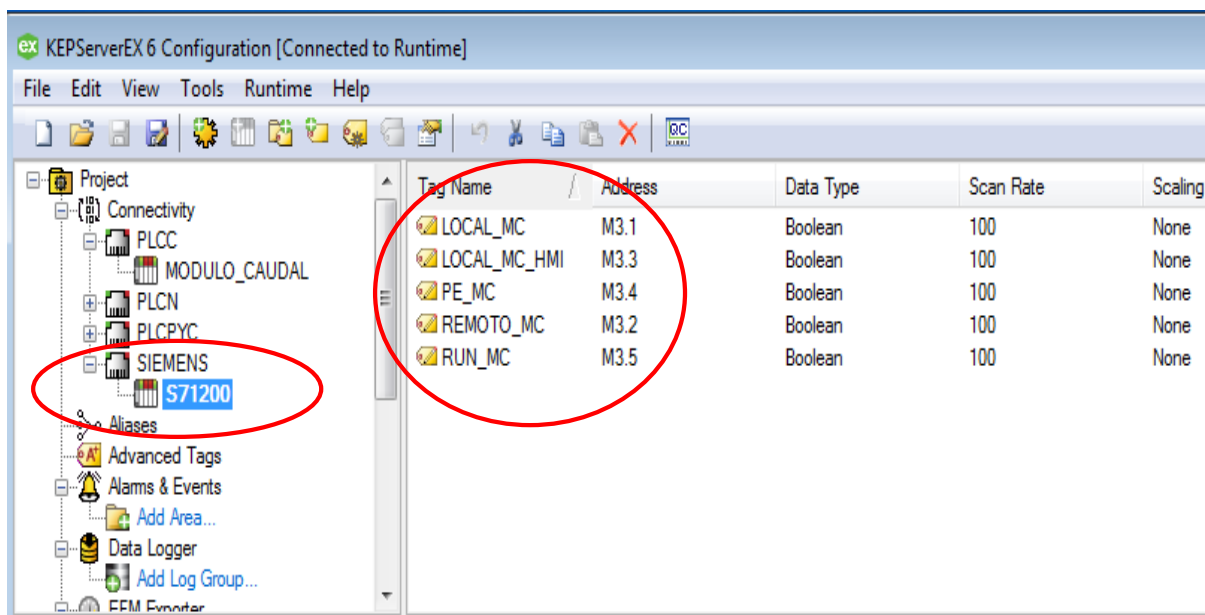 KEPServerEX 6 Configuration [Connected to Runtime]
File Edit View Tools Runtime Help
Project
Connectivity
PLCC
MODULO_CAUDAL
PLCN
PLCPYC
SIEMENS
S71200
Aliases
Advanced Tags
Alarms & Events
Add Area...
Data Logger
Add Log Group...
EFM Exporter
Tag Name Address Data Type Scan Rate Scaling
LOCAL_MC M3.1 Boolean 100 None
LOCAL_MC_HMI M3.3 Boolean 100 None
PE_MC M3.4 Boolean 100 None
REMOTO_MC M3.2 Boolean 100 None
RUN_MC M3.5 Boolean 100 None